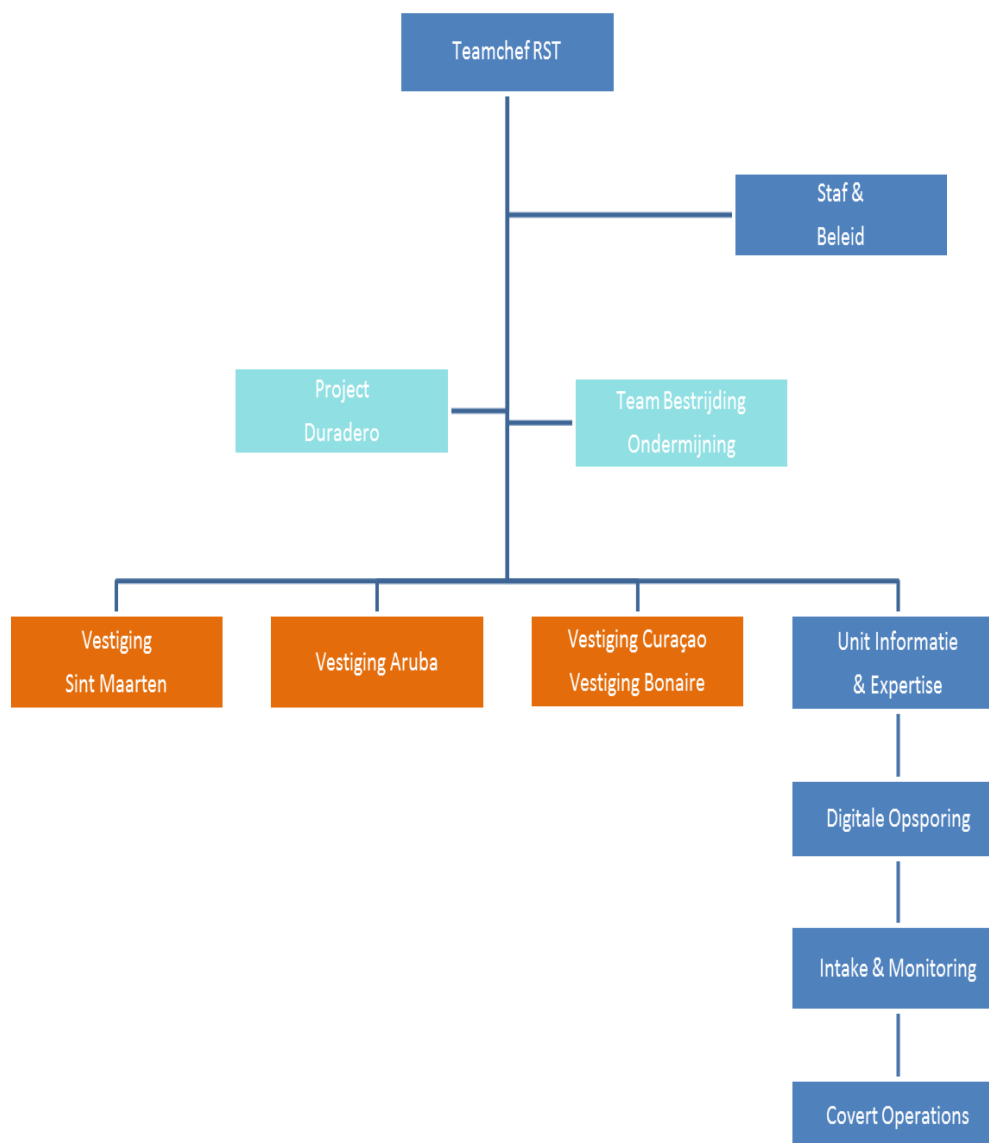 Teamchef RST
Staf &
Beleid
Project
Duradero
Team Bestrijding
Ondermijning
Vestiging
Sint Maarten
Vestiging Aruba
Vestiging Curaçao
Vestiging Bonaire
Unit Informatie
& Expertise
Digitale Opsporing
Intake & Monitoring
Covert Operations